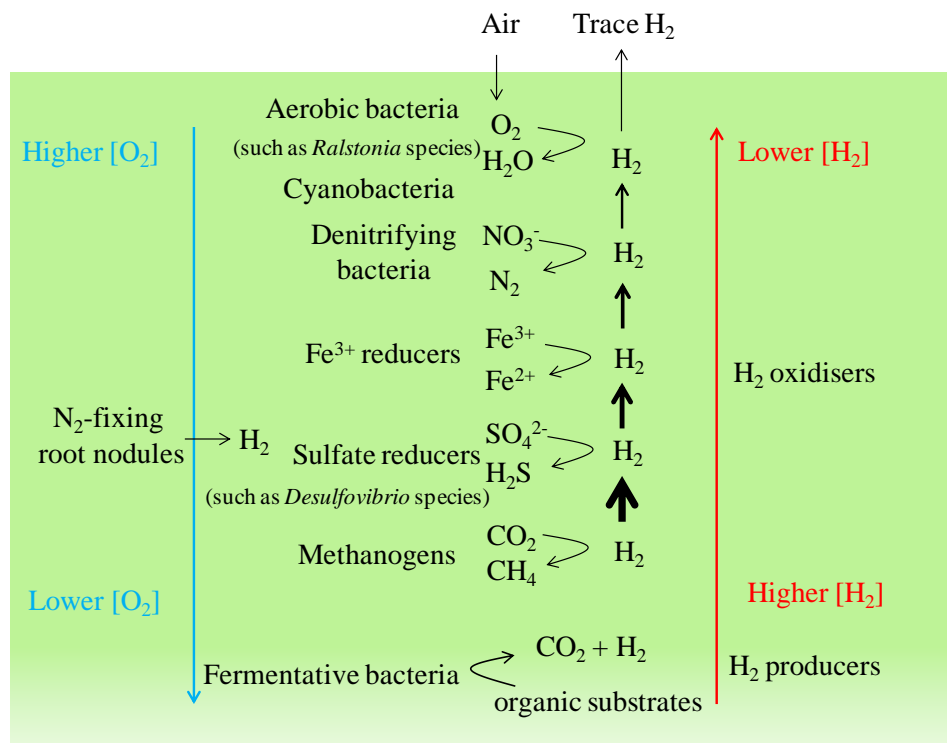 Air Trace H₂
Aerobic bacteria
(such as Ralstonia species)
O₂
H₂O
H₂
Higher [O₂]
Lower [H₂]
Cyanobacteria
Denitrifying
bacteria
NO₃⁻
N₂
H₂
Fe³⁺ reducers
Fe³⁺
Fe²⁺
H₂
H₂ oxidisers
N₂-fixing
root nodules
H₂
Sulfate reducers
(such as Desulfovibrio species)
SO₄²⁻
H₂S
H₂
Methanogens
CO₂
CH₄
H₂
Lower [O₂]
Higher [H₂]
CO₂ + H₂
Fermentative bacteria
organic substrates
H₂ producers